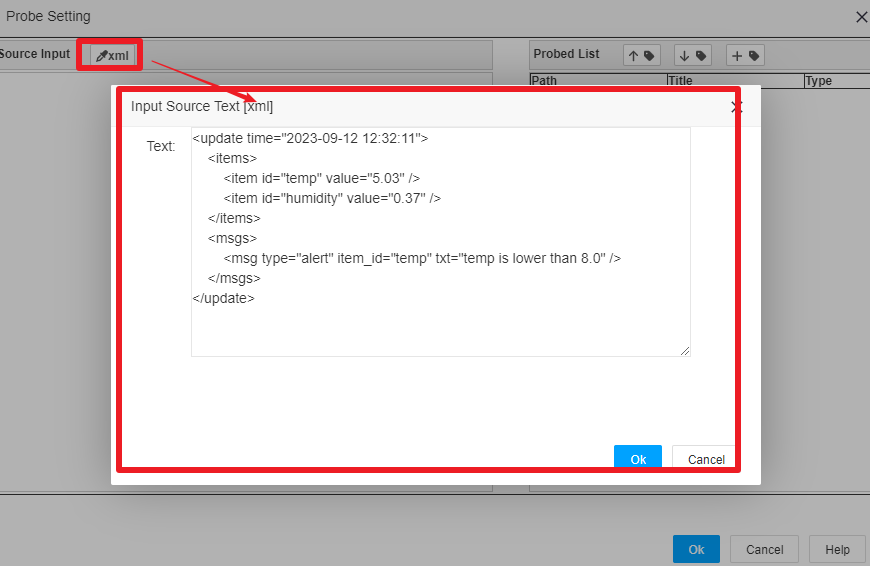 Probe Setting
Source Input
xml
Probed List
Path
Title
Type
Input Source Text [xml]
Text:
<update time="2023-09-12 12:32:11">
<items>
<item id="temp" value="5.03" />
<item id="humidity" value="0.37" />
</items>
<msgs>
<msg type="alert" item_id="temp" txt="temp is lower than 8.0" />
</msgs>
</update>
Ok
Cancel
Ok
Cancel
Help